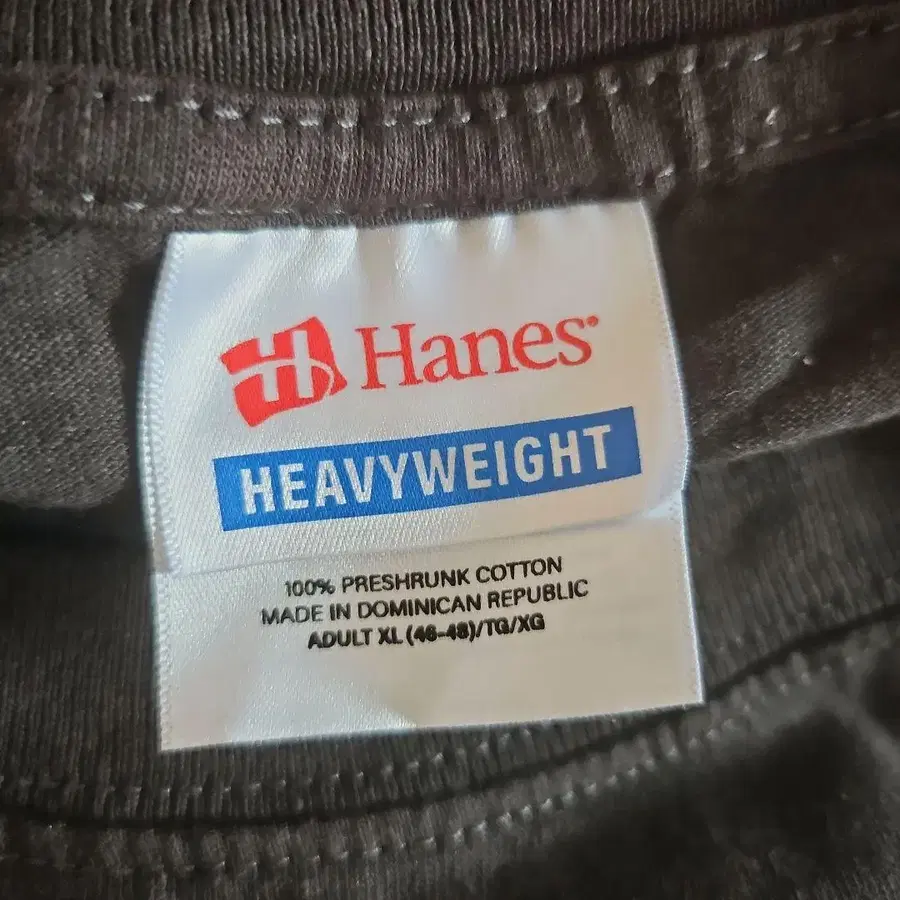 Hanes
HEAVYWEIGHT
100% PRESHRUNK COTTON
MADE IN DOMINICAN REPUBLIC
ADULT XL (46-48)/TG/XG